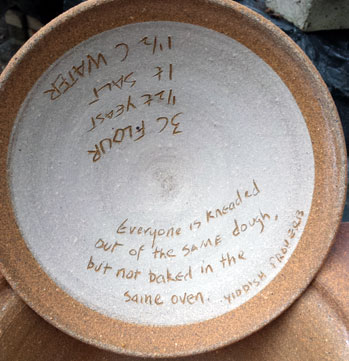 3C FLOUR
1/2t YEAST
1t SALT
1 1/2 C WATER
Everyone is kneaded
out of the same dough,
but not baked in the
same oven.
YIDDISH PROVERB